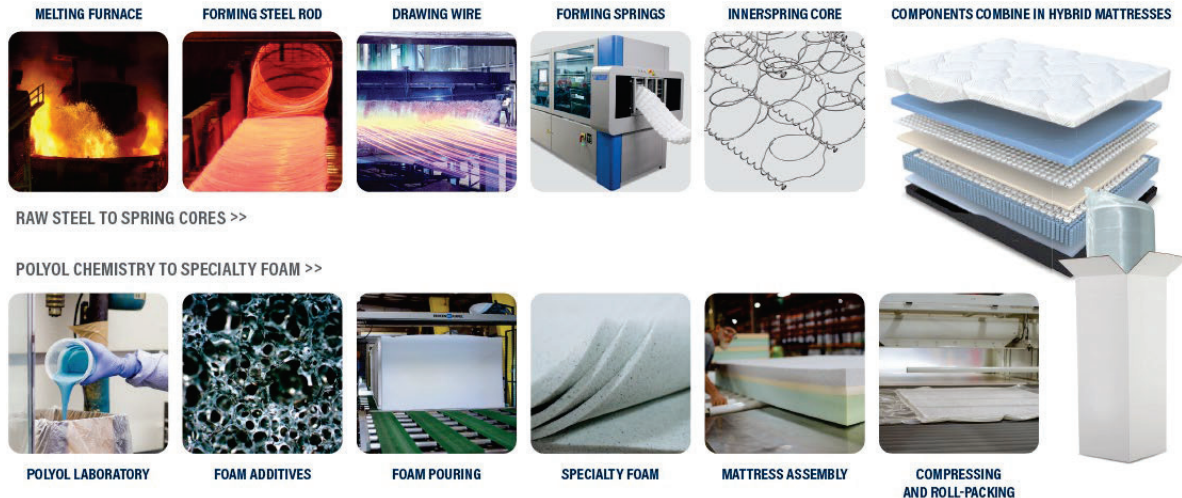 MELTING FURNACE
FORMING STEEL ROD
DRAWING WIRE
FORMING SPRINGS
INNERSPRING CORE
COMPONENTS COMBINE IN HYBRID MATTRESSES
RAW STEEL TO SPRING CORES >>
POLYOL CHEMISTRY TO SPECIALTY FOAM >>
POLYOL LABORATORY
FOAM ADDITIVES
FOAM POURING
SPECIALTY FOAM
MATTRESS ASSEMBLY
COMPRESSING
AND ROLL-PACKING